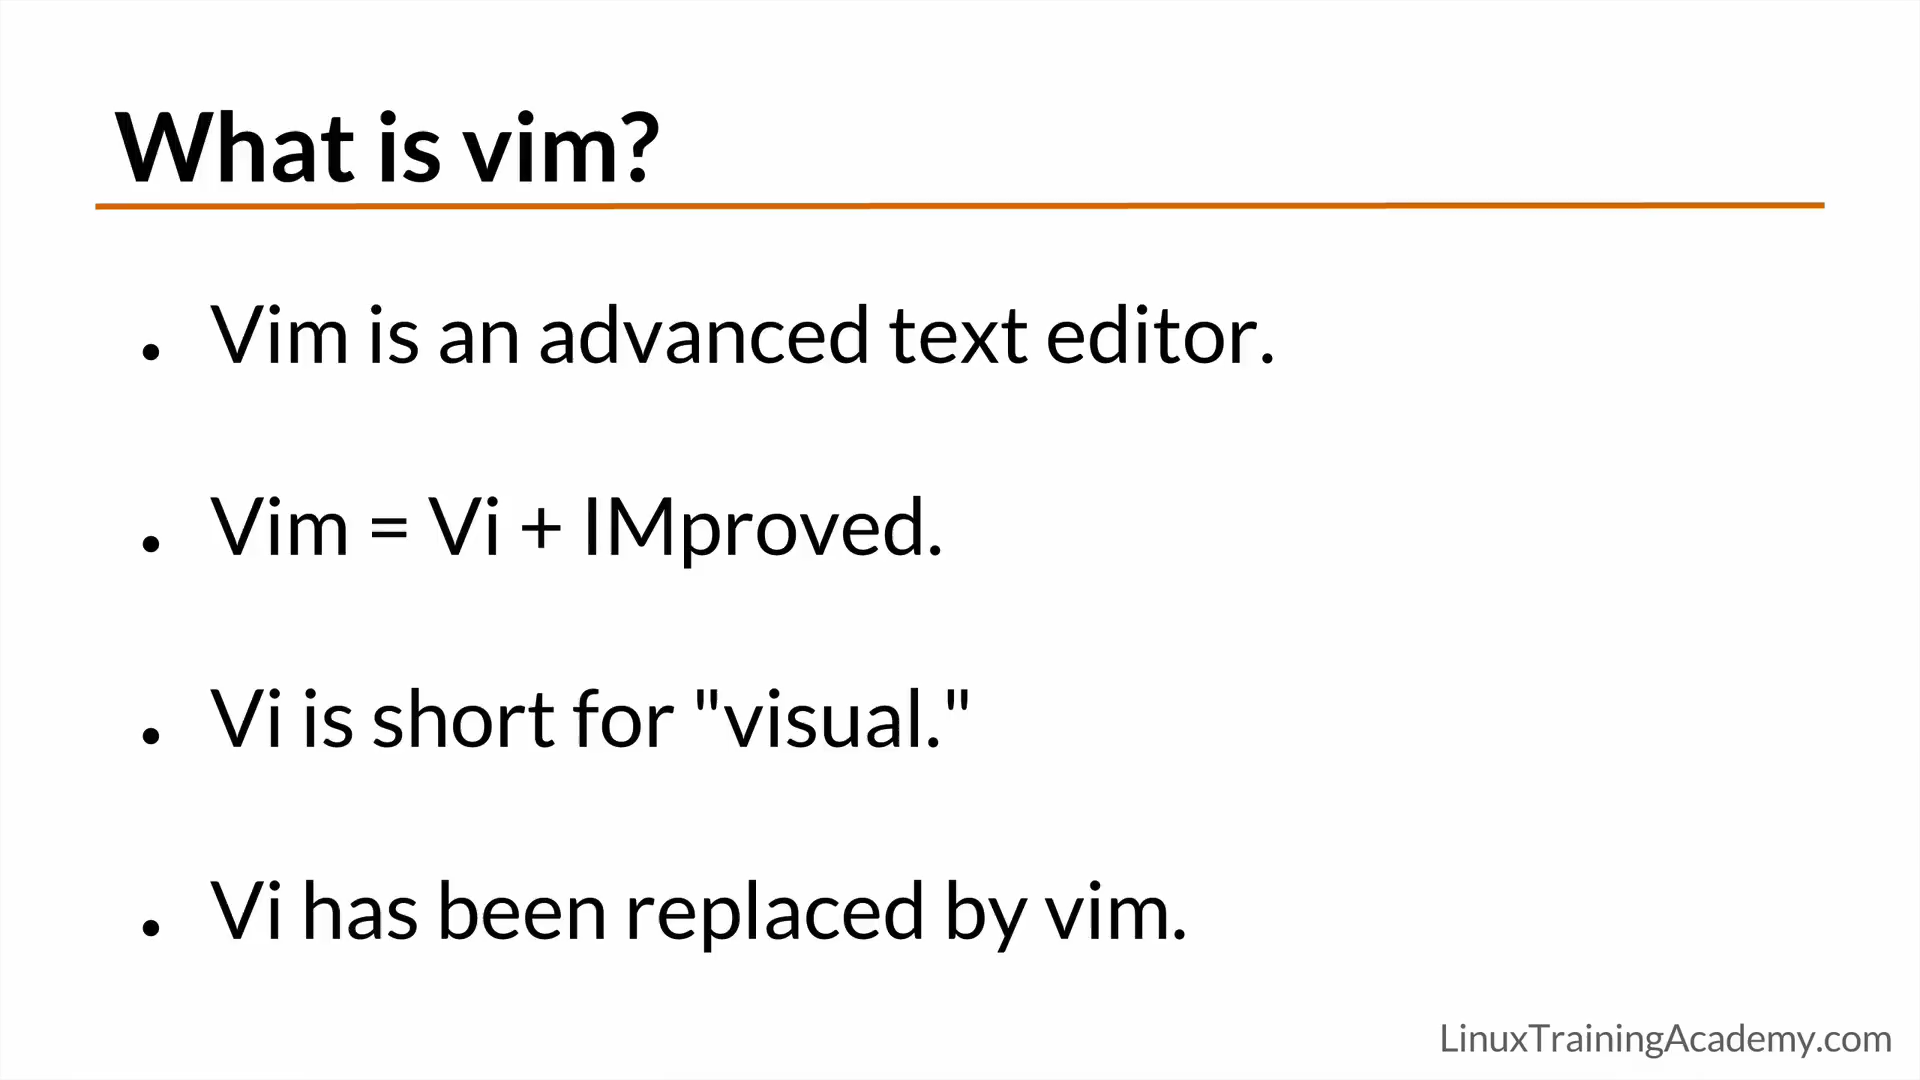 What is vim?
• Vim is an advanced text editor.
• Vim = Vi + IMproved.
• Vi is short for "visual."
• Vi has been replaced by vim.
LinuxTrainingAcademy.com